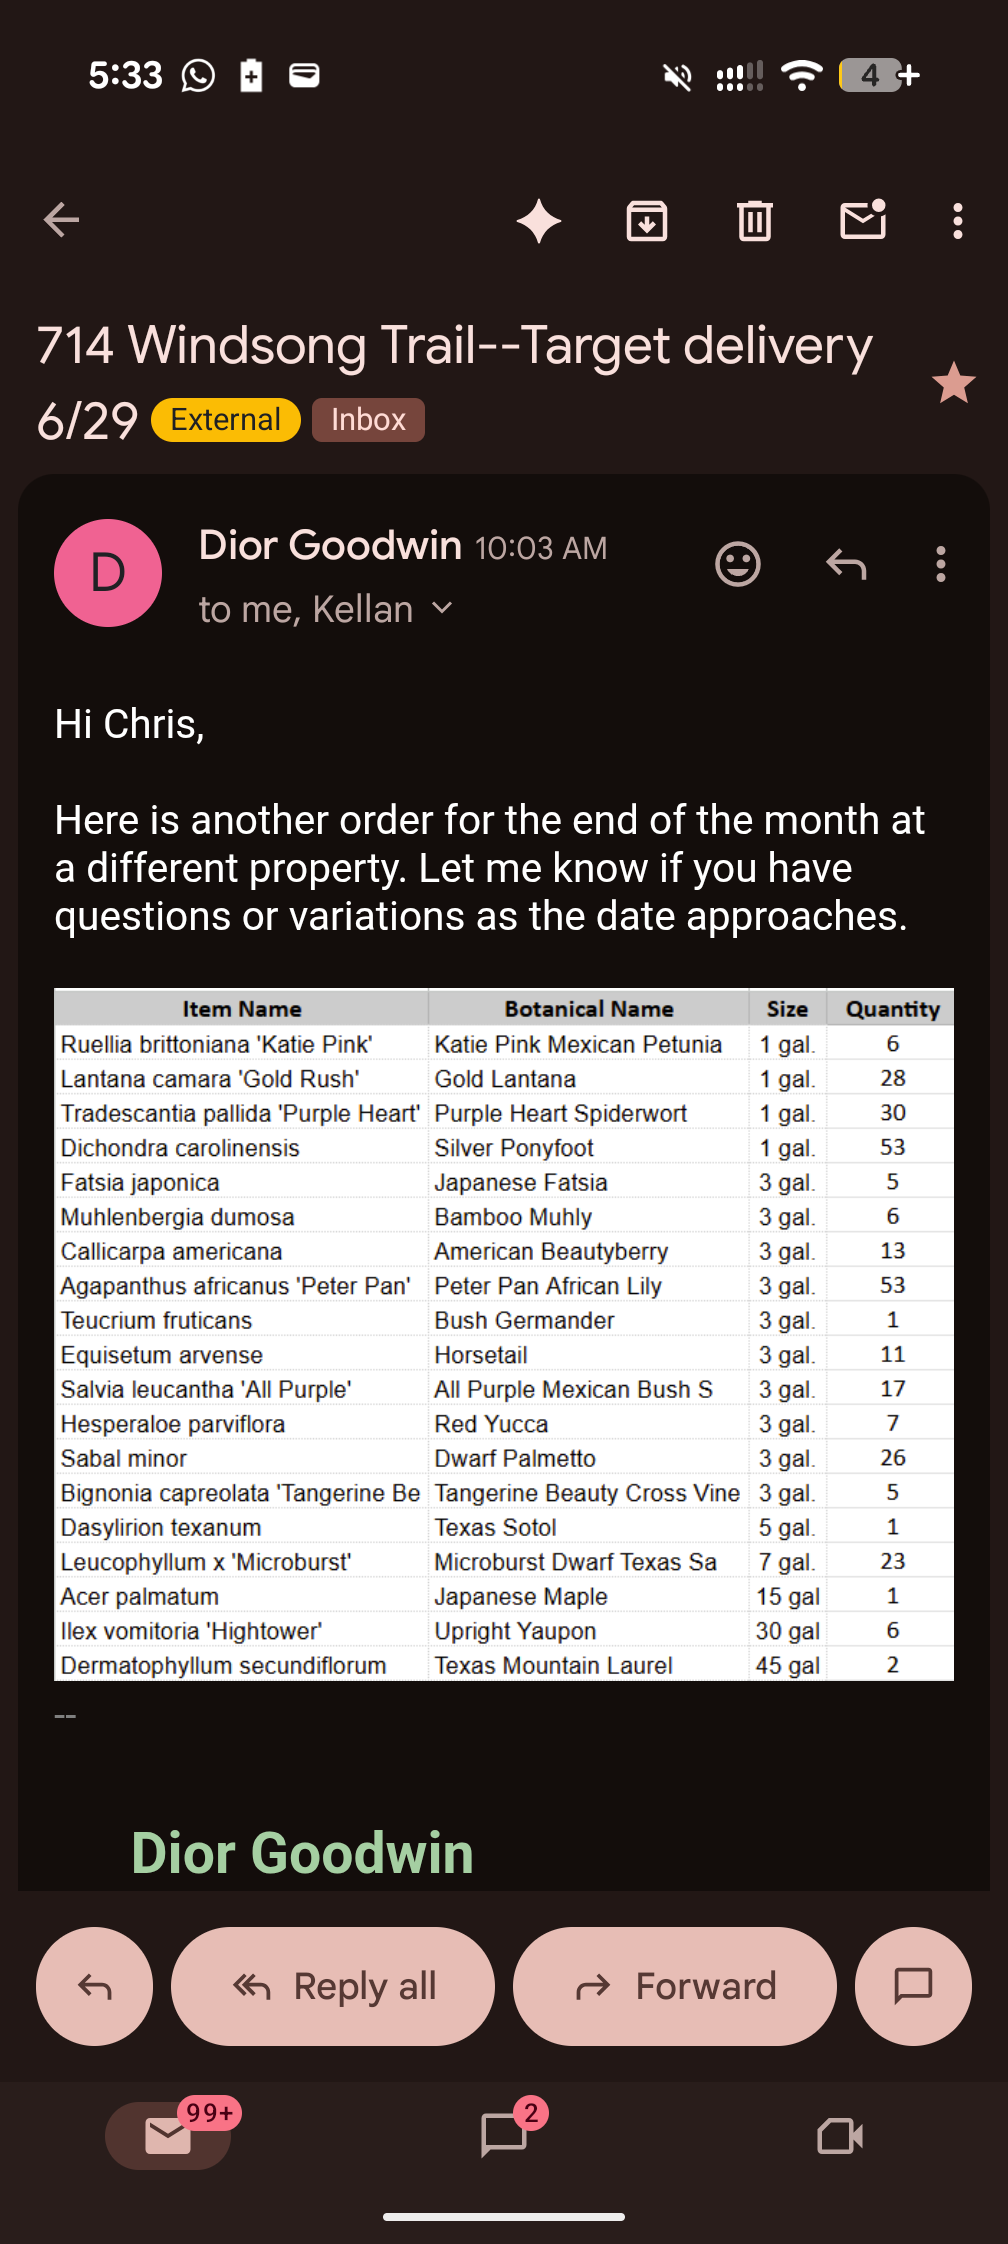 5:33 4
714 Windsong Trail--Target delivery
6/29 External Inbox
D
Dior Goodwin 10:03 AM
to me, Kellan
Hi Chris,
Here is another order for the end of the month at
a different property. Let me know if you have
questions or variations as the date approaches.
Item Name Botanical Name Size Quantity
Ruellia brittoniana 'Katie Pink' Katie Pink Mexican Petunia 1 gal. 6
Lantana camara 'Gold Rush' Gold Lantana 1 gal. 28
Tradescantia pallida 'Purple Heart' Purple Heart Spiderwort 1 gal. 30
Dichondra carolinensis Silver Ponyfoot 1 gal. 53
Fatsia japonica Japanese Fatsia 3 gal. 5
Muhlenbergia dumosa Bamboo Muhly 3 gal. 6
Callicarpa americana American Beautyberry 3 gal. 13
Agapanthus africanus 'Peter Pan' Peter Pan African Lily 3 gal. 53
Teucrium fruticans Bush Germander 3 gal. 1
Equisetum arvense Horsetail 3 gal. 11
Salvia leucantha 'All Purple' All Purple Mexican Bush S 3 gal. 17
Hesperaloe parviflora Red Yucca 3 gal. 7
Sabal minor Dwarf Palmetto 3 gal. 26
Bignonia capreolata 'Tangerine Be Tangerine Beauty Cross Vine 3 gal. 5
Dasylirion texanum Texas Sotol 5 gal. 1
Leucophyllum x 'Microburst' Microburst Dwarf Texas Sa 7 gal. 23
Acer palmatum Japanese Maple 15 gal 1
Ilex vomitoria 'Hightower' Upright Yaupon 30 gal 6
Dermatophyllum secundiflorum Texas Mountain Laurel 45 gal 2
--
Dior Goodwin
Reply all Forward
99+ 2